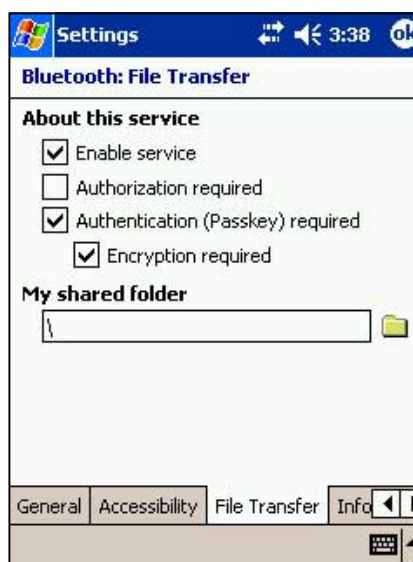 Settings 3:38 ok
Bluetooth: File Transfer
About this service
Enable service
Authorization required
Authentication (Passkey) required
Encryption required
My shared folder
\
General Accessibility File Transfer Info